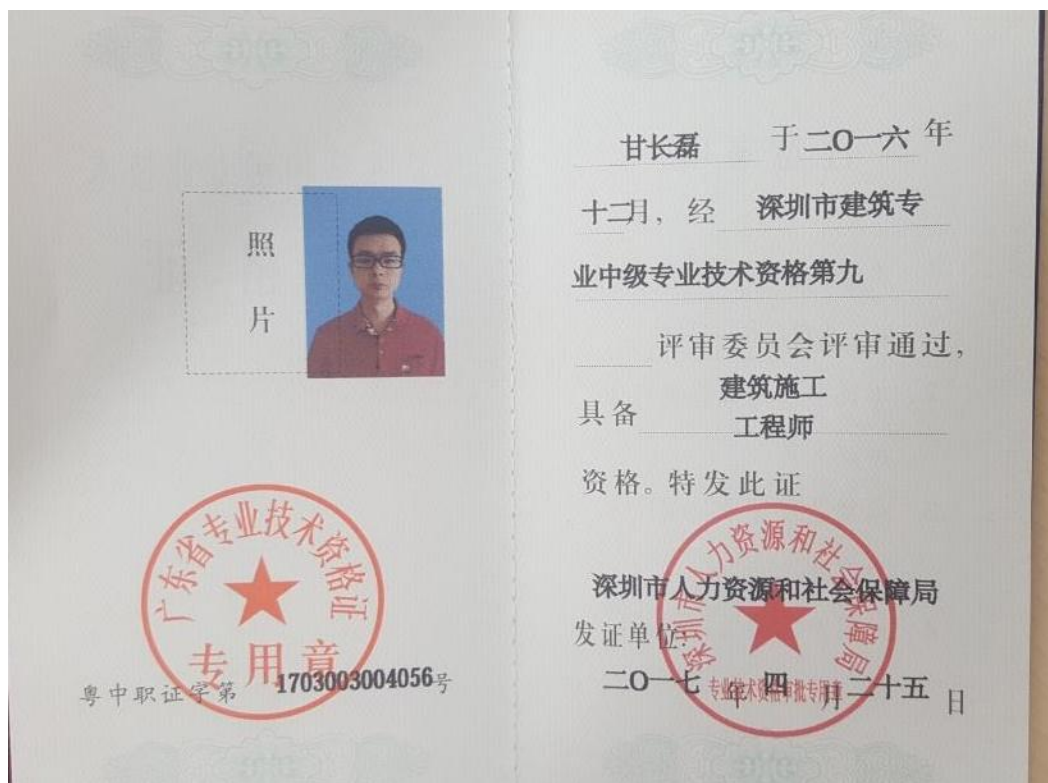 照
片
广东省专业技术资格证
专用章
粤中职证字第1703003004056号
甘长磊 于二O一六年
十二月，经 深圳市建筑专
业中级专业技术资格第九
评审委员会评审通过，
建筑施工
具备
工程师
资格。特发此证
深圳市人力资源和社会保障局
深圳市人力资源和社会保障局
发证单位：
专业技术资格审批专用章
二O一七年四月二十五日